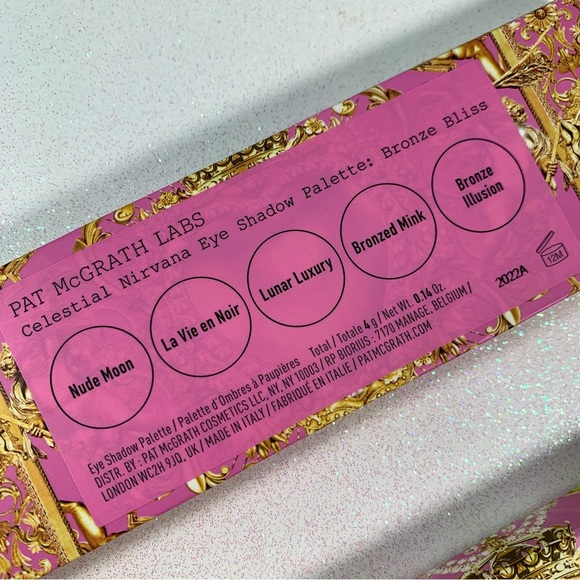 PAT McGRATH LABS
Celestial Nirvana Eye Shadow Palette: Bronze Bliss
Nude Moon
La Vie en Noir
Lunar Luxury
Bronzed Mink
Bronze
Illusion
12M
2022A
Eye Shadow Palette / Palette d'Ombres à Paupières Total / Totale 4 g / Net Wt. 0.14 Oz.
DISTR. BY : PAT McGRATH COSMETICS LLC, NY, NY 10003 / RP BIORIUS : 7170 MANAGE, BELGIUM /
LONDON WC2H 9JQ, UK / MADE IN ITALY / FABRIQUÉ EN ITALIE / PATMCGRATH.COM